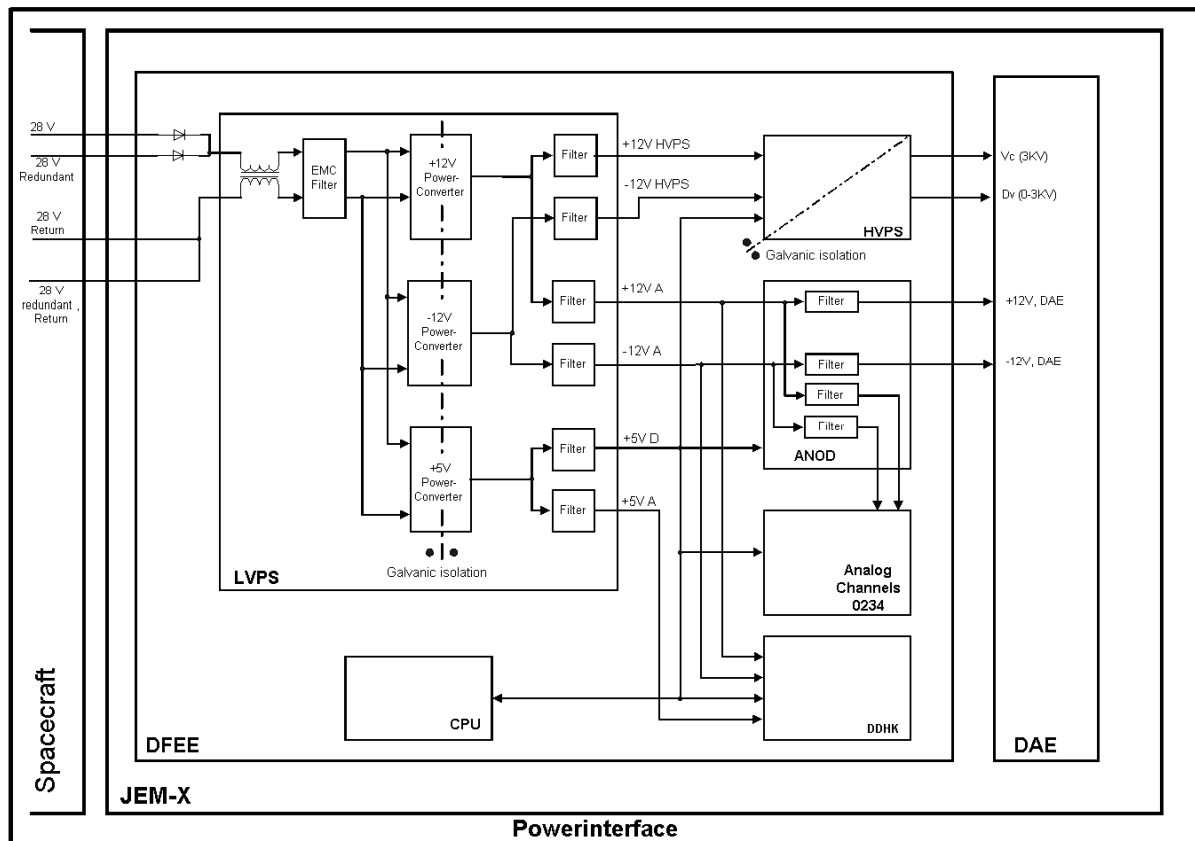 28 V
28 V
Redundant
28 V
Return
28 V
redundant ,
Return
Spacecraft
EMC
Filter
+12V
Power-
Converter
-12V
Power-
Converter
+5V
Power-
Converter
Galvanic isolation
LVPS
Filter
Filter
Filter
Filter
Filter
Filter
+12V HVPS
-12V HVPS
+12V A
-12V A
+5V D
+5V A
HVPS
Galvanic isolation
Filter
Filter
Filter
Filter
ANOD
Analog
Channels
0234
DDHK
CPU
DFEE
JEM-X
Vc (3KV)
Dv (0-3KV)
+12V, DAE
-12V, DAE
DAE
Powerinterface